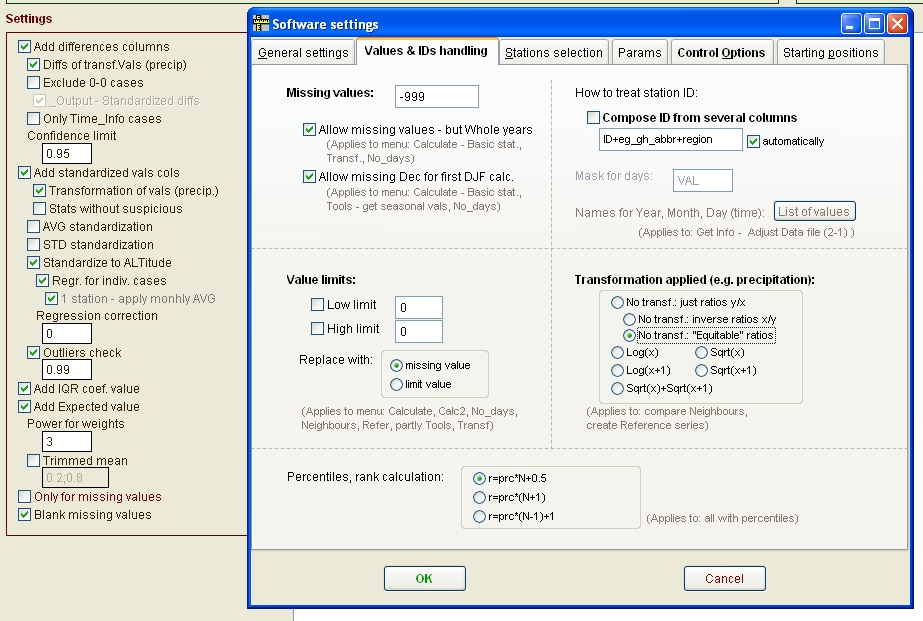 Settings
Add differences columns
Diffs of transf.Vals (precip)
Exclude 0-0 cases
_Output - Standardized diffs
Only Time_Info cases
Confidence limit
0.95
Add standardized vals cols
Transformation of vals (precip.)
Stats without suspicious
AVG standardization
STD standardization
Standardize to ALTitude
Regr. for indiv. cases
1 station - apply monhly AVG
Regression correction
0
Outliers check
0.99
Add IQR coef. value
Add Expected value
Power for weights
3
Trimmed mean
0.2;0.8
Only for missing values
Blank missing values
Software settings
General settings
Values & IDs handling
Stations selection
Params
Control Options
Starting positions
Missing values:
-999
Allow missing values - but Whole years
(Applies to menu: Calculate - Basic stat.,
Transf., No_days)
Allow missing Dec for first DJF calc.
(Applies to menu: Calculate - Basic stat.,
Tools - get seasonal vals, No_days)
How to treat station ID:
Compose ID from several columns
ID+eg_gh_abbr+region
automatically
Mask for days:
VAL
Names for Year, Month, Day (time):
List of values
(Applies to: Get Info - Adjust Data file (2-1) )
Value limits:
Low limit
0
High limit
0
Replace with:
missing value
limit value
(Applies to menu: Calculate, Calc2, No_days,
Neighbours, Refer, partly Tools, Transf)
Transformation applied (e.g. precipitation):
No transf.: just ratios y/x
No transf.: inverse ratios x/y
No transf.: "Equitable" ratios
Log(x)
Sqrt(x)
Log(x+1)
Sqrt(x+1)
Sqrt(x)+Sqrt(x+1)
(Applies to: compare Neighbours,
create Reference series)
Percentiles, rank calculation:
r=prc*N+0.5
r=prc*(N+1)
r=prc*(N-1)+1
(Applies to: all with percentiles)
OK
Cancel